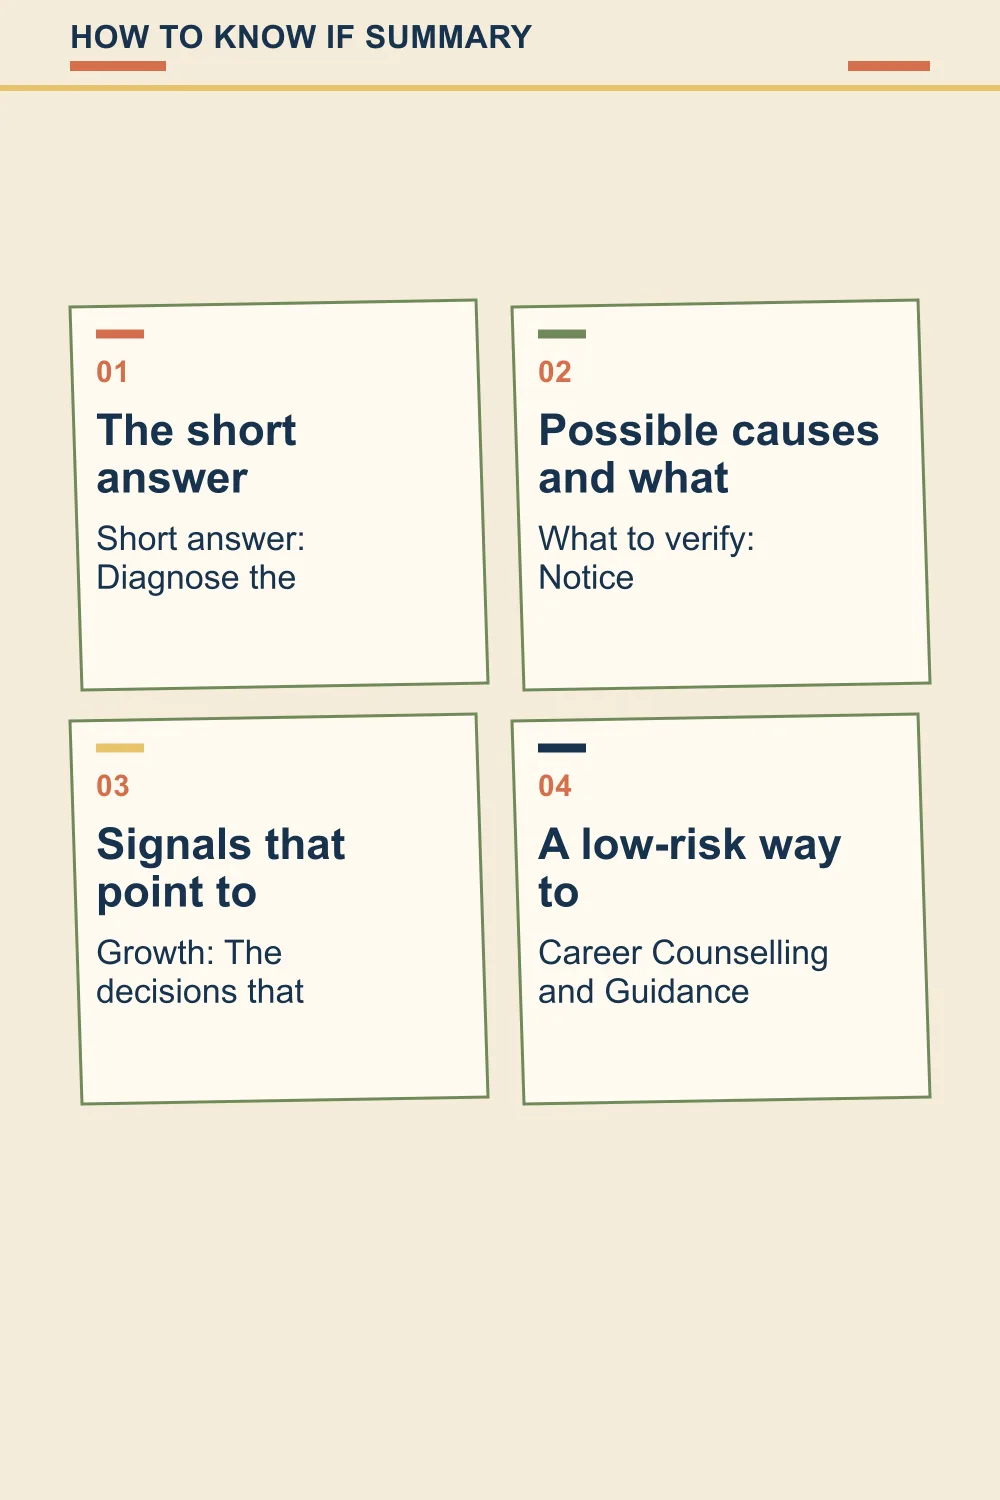 HOW TO KNOW IF SUMMARY
01
The short
answer
Short answer:
Diagnose the
02
Possible causes
and what
What to verify:
Notice
03
Signals that
point to
Growth: The
decisions that
04
A low-risk way
to
Career Counselling
and Guidance